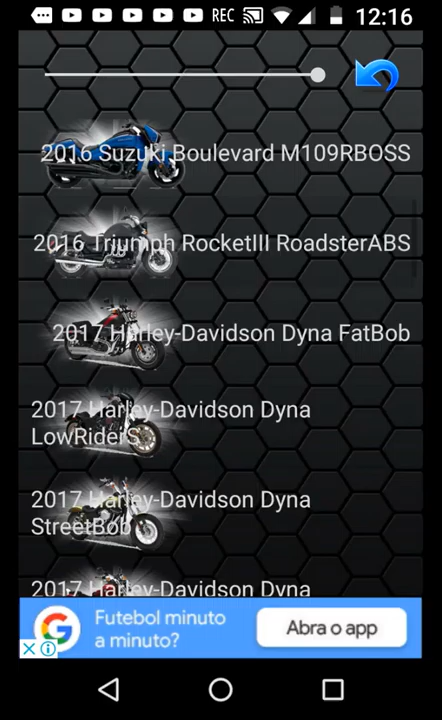 REC 12:16
2016 Suzuki Boulevard M109RBOSS
2016 Triumph RocketIII RoadsterABS
2017 Harley-Davidson Dyna FatBob
2017 Harley-Davidson Dyna
LowRiderS
2017 Harley-Davidson Dyna
StreetBob
2017 Harley-Davidson Dyna
Futebol minuto
a minuto?
Abra o app